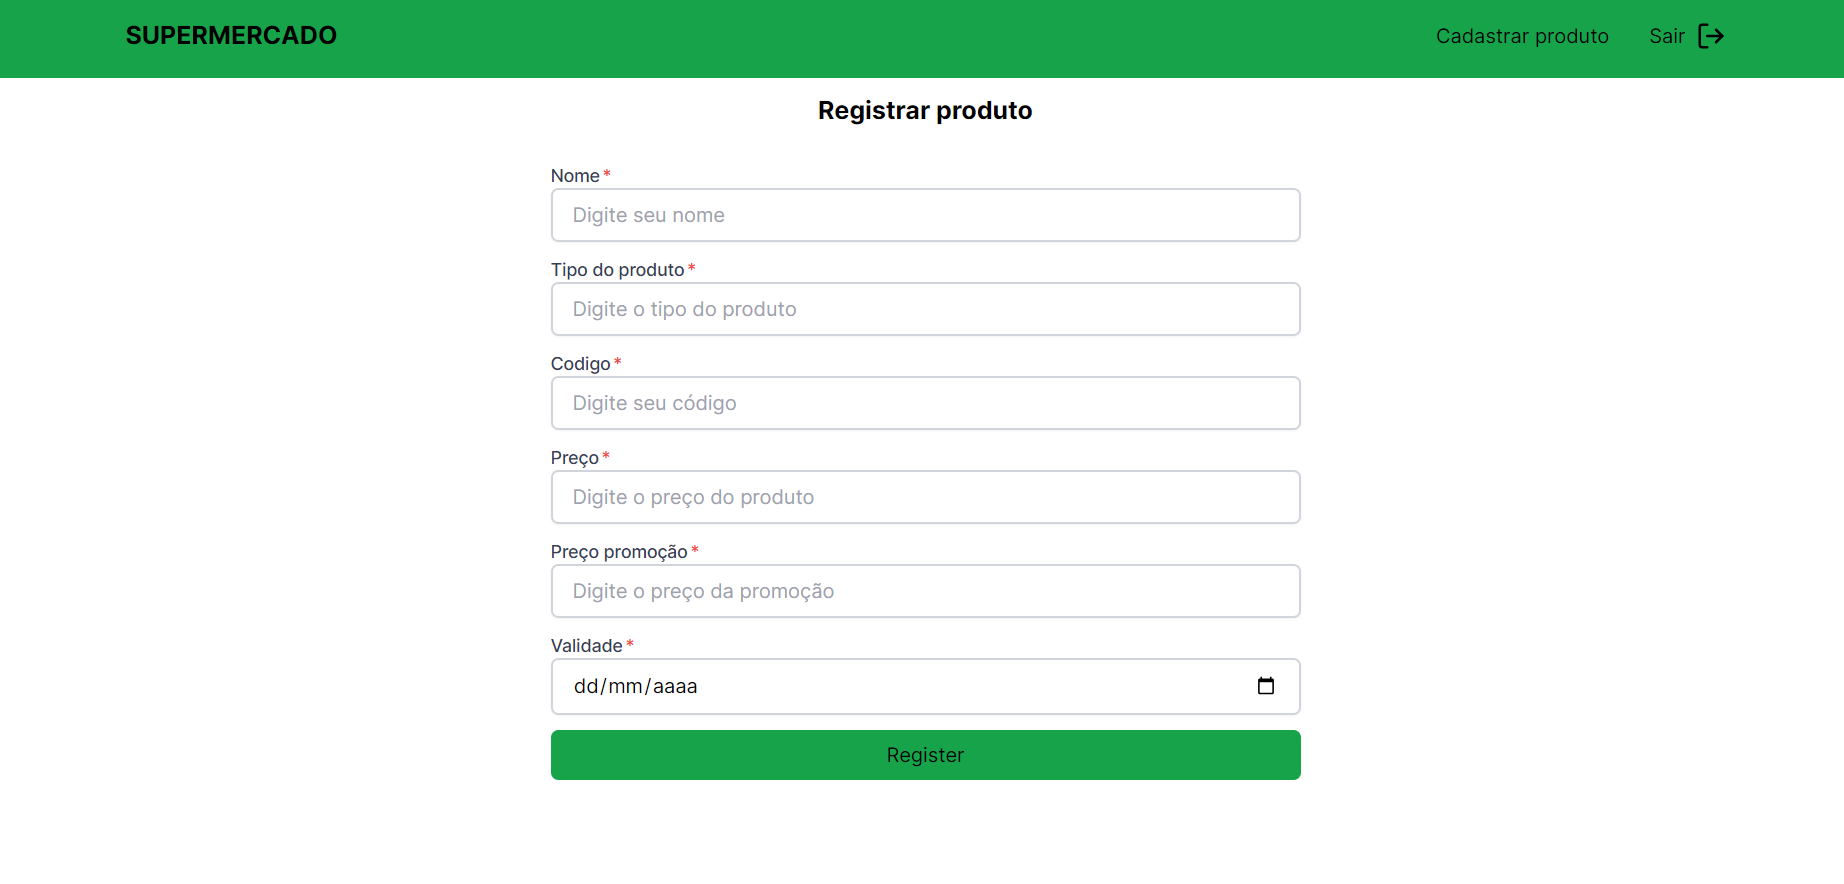 SUPERMERCADO Cadastrar produto Sair
Registrar produto
Nome *
Digite seu nome
Tipo do produto *
Digite o tipo do produto
Codigo *
Digite seu código
Preço *
Digite o preço do produto
Preço promoção *
Digite o preço da promoção
Validade *
dd/mm/aaaa
Register